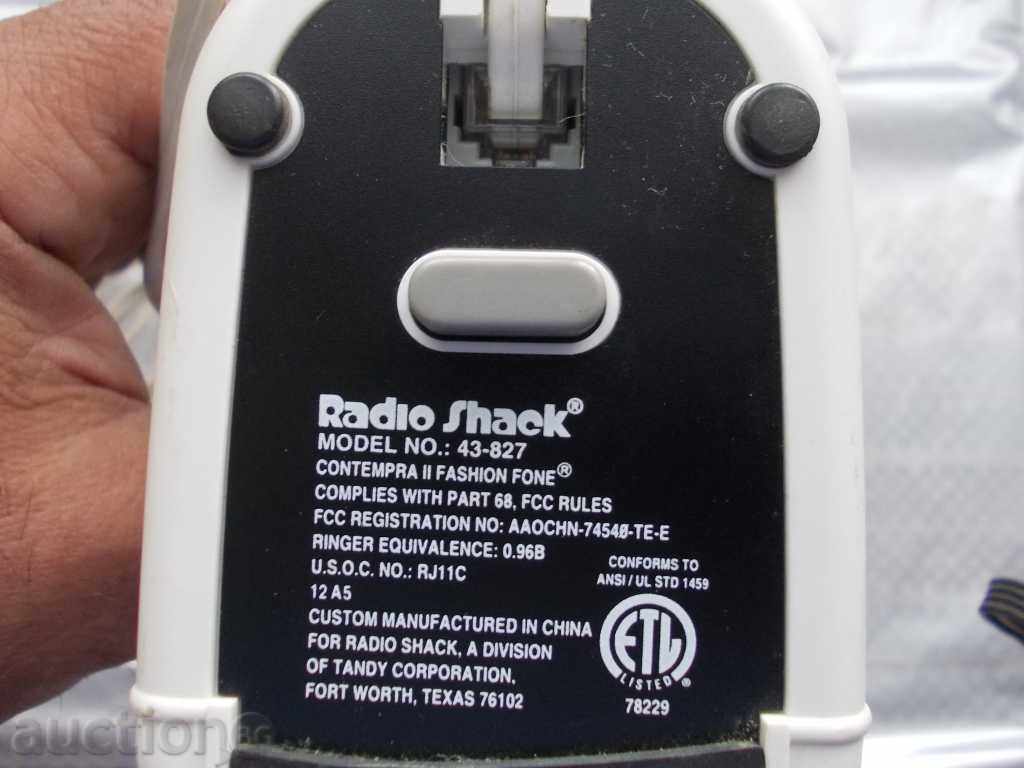 Radio Shack®
MODEL NO.: 43-827
CONTEMPRA II FASHION FONE®
COMPLIES WITH PART 68, FCC RULES
FCC REGISTRATION NO: AAOCHN-7454Ø-TE-E
RINGER EQUIVALENCE: 0.96B
U.S.O.C. NO.: RJ11C
12 A5
CUSTOM MANUFACTURED IN CHINA
FOR RADIO SHACK, A DIVISION
OF TANDY CORPORATION,
FORT WORTH, TEXAS 76102
CONFORMS TO
ANSI / UL STD 1459
ETL
LISTED®
78229
auction